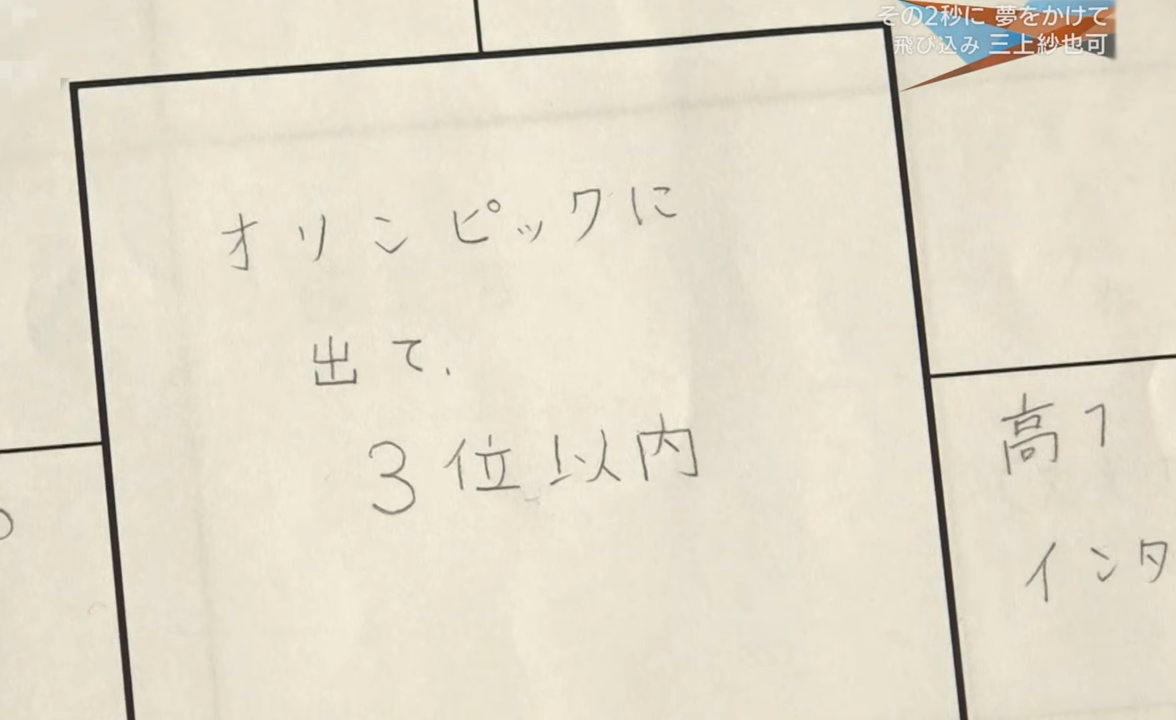 その2秒に 夢をかけて
飛び込み 三上紗也可
オリンピックに
出て、
3位以内
高1
インタ